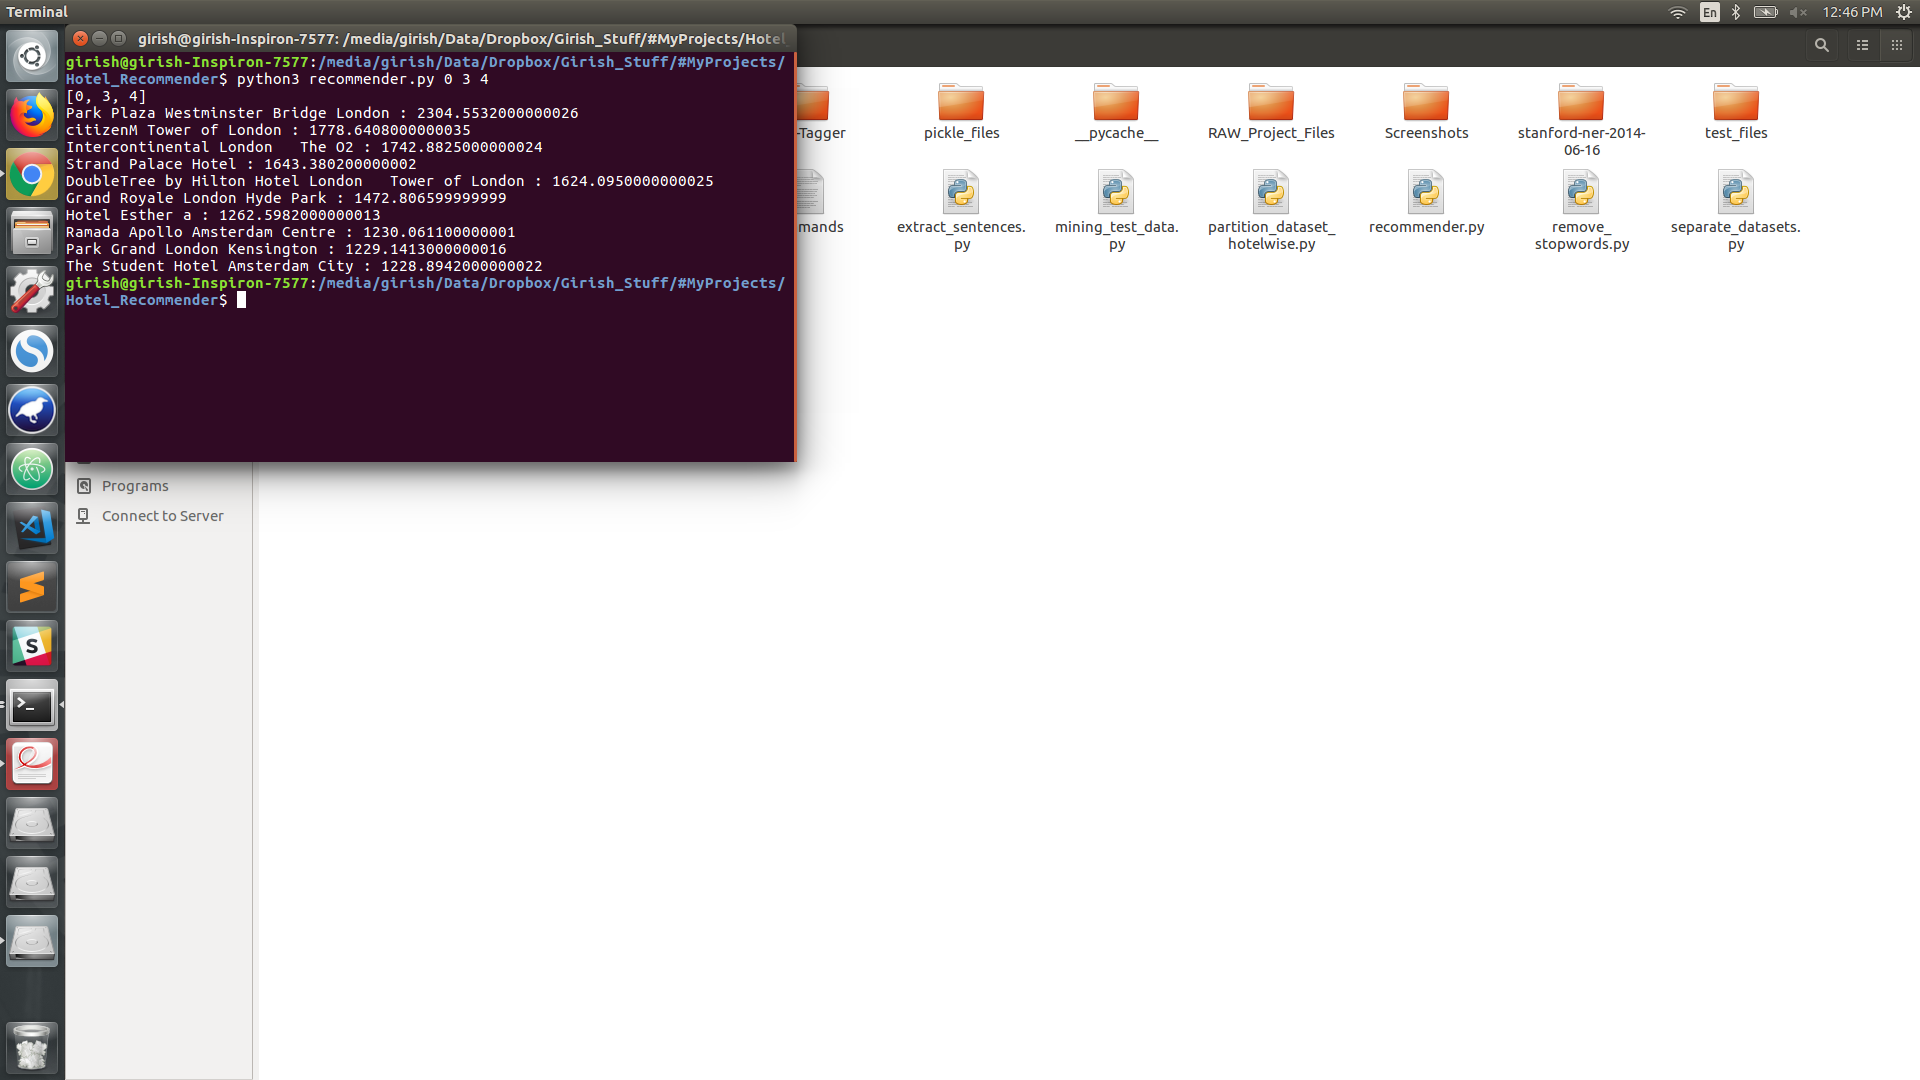 Terminal
En
12:46 PM
girish@girish-Inspiron-7577: /media/girish/Data/Dropbox/Girish_Stuff/#MyProjects/Hotel
girish@girish-Inspiron-7577:/media/girish/Data/Dropbox/Girish_Stuff/#MyProjects/
Hotel_Recommender$ python3 recommender.py 0 3 4
[0, 3, 4]
Park Plaza Westminster Bridge London : 2304.5532000000026
citizenM Tower of London : 1778.6408000000035
Intercontinental London   The O2 : 1742.8825000000024
Strand Palace Hotel : 1643.380200000002
DoubleTree by Hilton Hotel London   Tower of London : 1624.0950000000025
Grand Royale London Hyde Park : 1472.806599999999
Hotel Esther a : 1262.5982000000013
Ramada Apollo Amsterdam Centre : 1230.061100000001
Park Grand London Kensington : 1229.1413000000016
The Student Hotel Amsterdam City : 1228.8942000000022
girish@girish-Inspiron-7577:/media/girish/Data/Dropbox/Girish_Stuff/#MyProjects/
Hotel_Recommender$
-Tagger
pickle_files
__pycache__
RAW_Project_Files
Screenshots
stanford-ner-2014-
06-16
test_files
mands
extract_sentences.
py
mining_test_data.
py
partition_dataset_
hotelwise.py
recommender.py
remove_
stopwords.py
separate_datasets.
py
Programs
Connect to Server